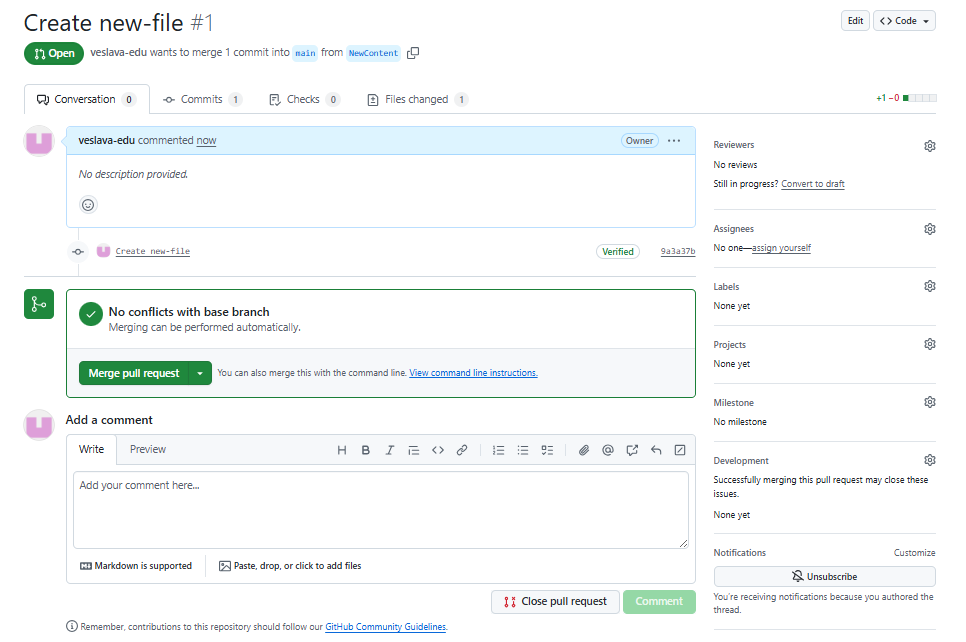 Create new-file #1
Edit
Code
Open
veslava-edu wants to merge 1 commit into main from NewContent
Conversation 0
Commits 1
Checks 0
Files changed 1
+1 −0
veslava-edu commented now
Owner
No description provided.
Create new-file
Verified
9a3a37b
No conflicts with base branch
Merging can be performed automatically.
Merge pull request
You can also merge this with the command line. View command line instructions.
Add a comment
Write
Preview
Add your comment here...
Markdown is supported
Paste, drop, or click to add files
Close pull request
Comment
Remember, contributions to this repository should follow our GitHub Community Guidelines.
Reviewers
No reviews
Still in progress? Convert to draft
Assignees
No one—assign yourself
Labels
None yet
Projects
None yet
Milestone
No milestone
Development
Successfully merging this pull request may close these
issues.
None yet
Notifications
Customize
Unsubscribe
You're receiving notifications because you authored the
thread.